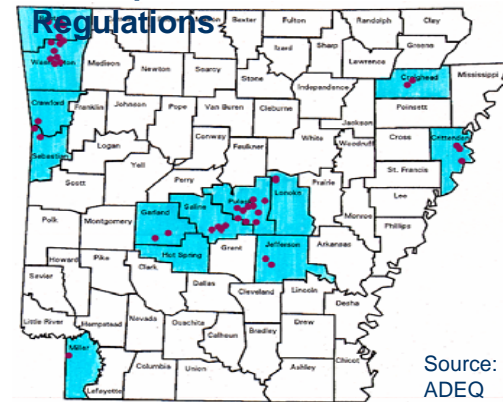 Regulations
Baxter
Fulton
Randolph
Clay
Izard
Sharp
Greene
Lawrence
Washington
Madison
Newton
Searcy
Stone
Independence
Craighead
Mississippi
Crawford
Franklin
Johnson
Pope
Van Buren
Cleburne
Jackson
Poinsett
Logan
Conway
White
Woodruff
Cross
Crittenden
Sebastian
Faulkner
St. Francis
Yell
Scott
Perry
Pulaski
Lonoke
Prairie
Lee
Saline
Garland
Monroe
Phillips
Polk
Montgomery
Grant
Jefferson
Arkansas
Hot Spring
Howard
Pike
Clark
Sevier
Dallas
Cleveland
Lincoln
Desha
Little River
Hempstead
Nevada
Ouachita
Calhoun
Bradley
Drew
Miller
Lafayette
Columbia
Union
Ashley
Chicot
Source:
ADEQ